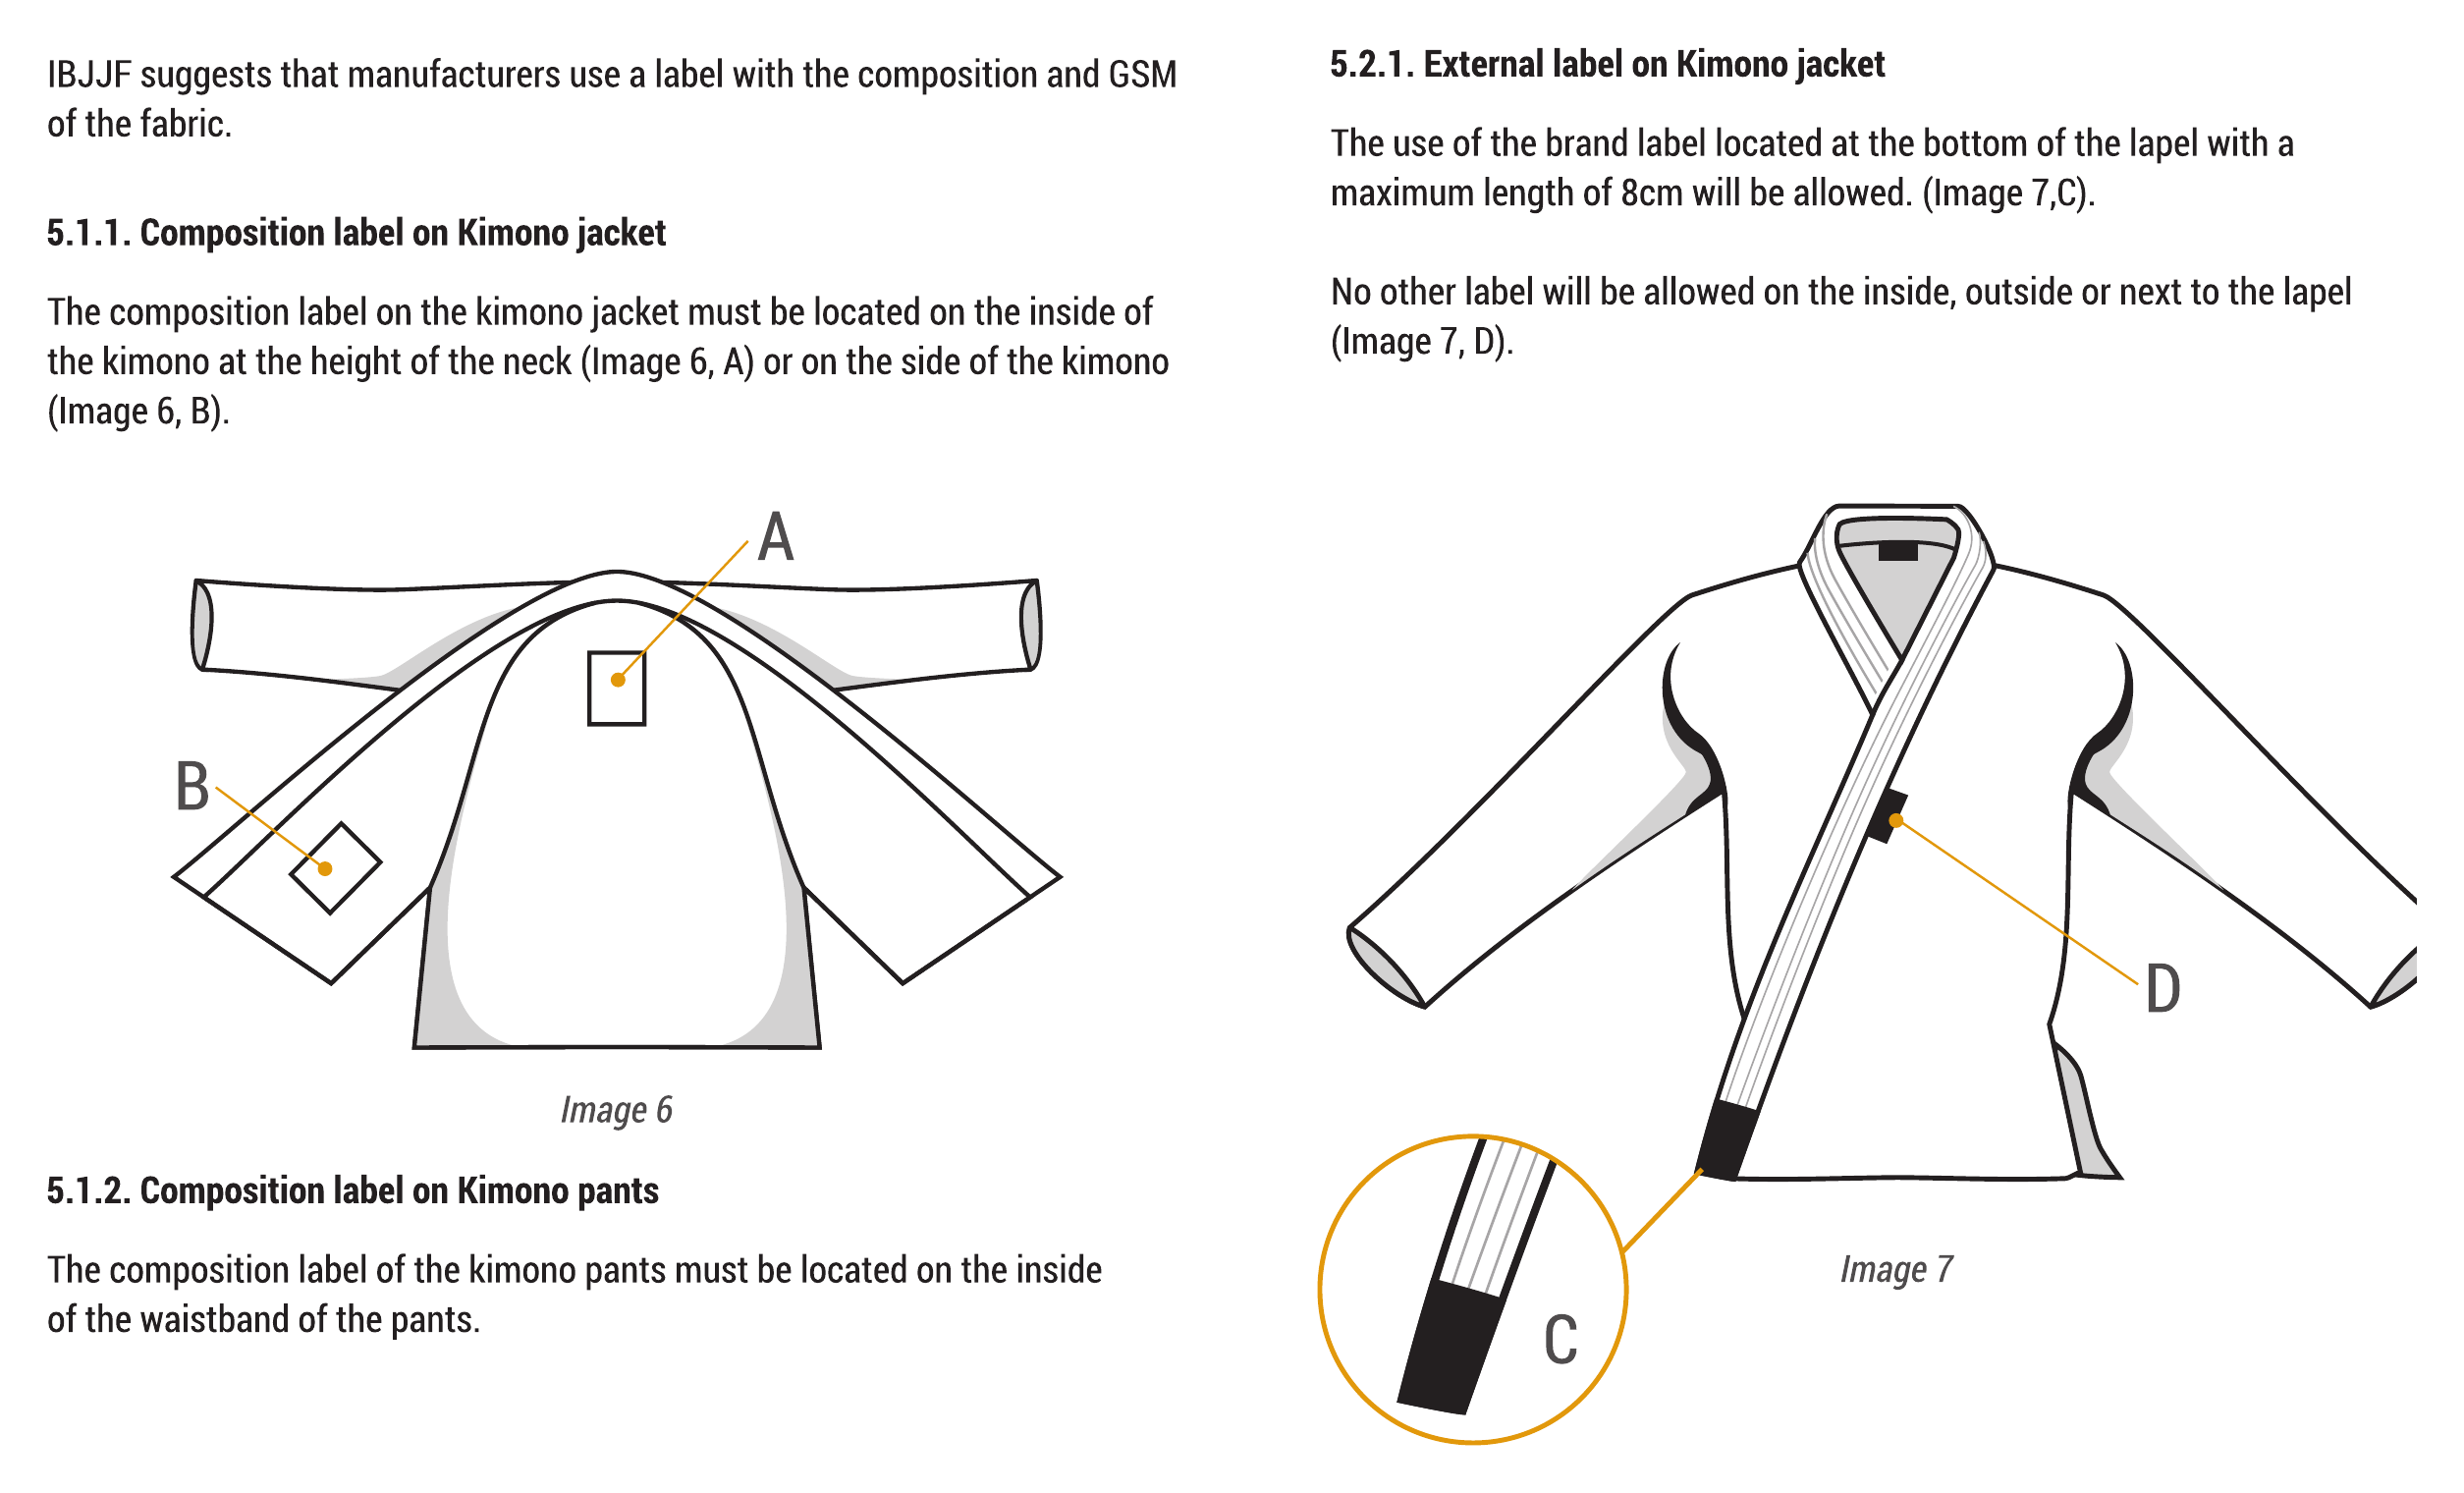 IBJJF suggests that manufacturers use a label with the composition and GSM
of the fabric.
5.1.1. Composition label on Kimono jacket
The composition label on the kimono jacket must be located on the inside of
the kimono at the height of the neck (Image 6, A) or on the side of the kimono
(Image 6, B).
A
B
Image 6
5.1.2. Composition label on Kimono pants
The composition label of the kimono pants must be located on the inside
of the waistband of the pants.
5.2.1. External label on Kimono jacket
The use of the brand label located at the bottom of the lapel with a
maximum length of 8cm will be allowed. (Image 7,C).
No other label will be allowed on the inside, outside or next to the lapel
(Image 7, D).
D
Image 7
C